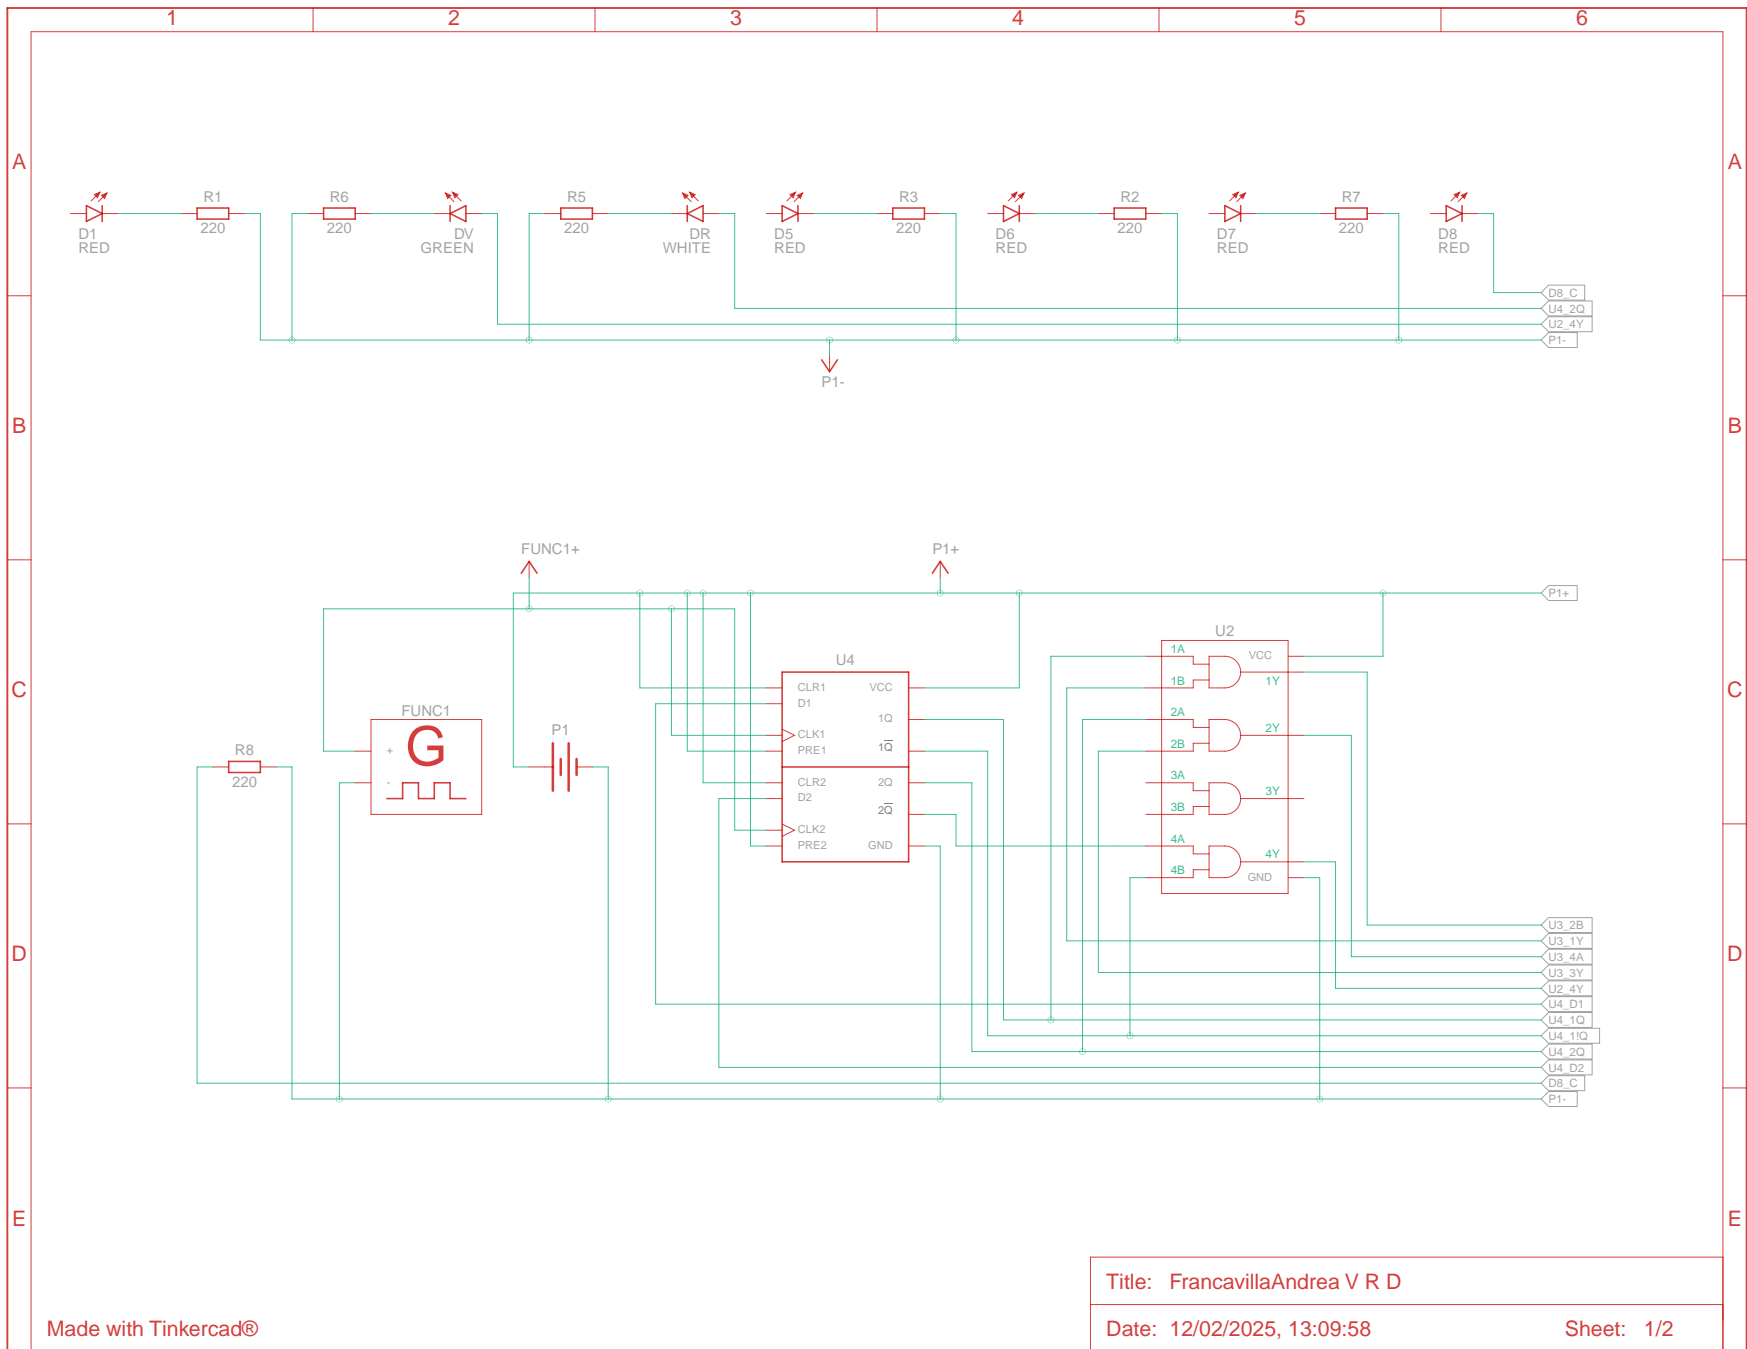 1 2 3 4 5 6
A A
R1 R6 R5 R3 R2 R7
D1 220 220 DV 220 DR D5 220 D6 220 D7 220 D8
RED GREEN WHITE RED RED RED RED
D8_C
U4_2Q
U2_4Y
P1-
P1-
B B
FUNC1+ P1+
P1+
U2
1A VCC
U4
1B 1Y
CLR1 VCC
C C
D1
FUNC1 1Q 2A
P1 2Y
G
CLK1
R8 + PRE1 1Q 2B
220 - CLR2 2Q 3A
D2 3Y
2Q 3B
CLK2
PRE2 GND 4A
4Y
4B GND
U3_2B
U3_1Y
D D
U3_4A
U3_3Y
U2_4Y
U4_D1
U4_1Q
U4_1!Q
U4_2Q
U4_D2
D8_C
P1-
E E
Title: FrancavillaAndrea V R D
Made with Tinkercad®
Date: 12/02/2025, 13:09:58 Sheet: 1/2